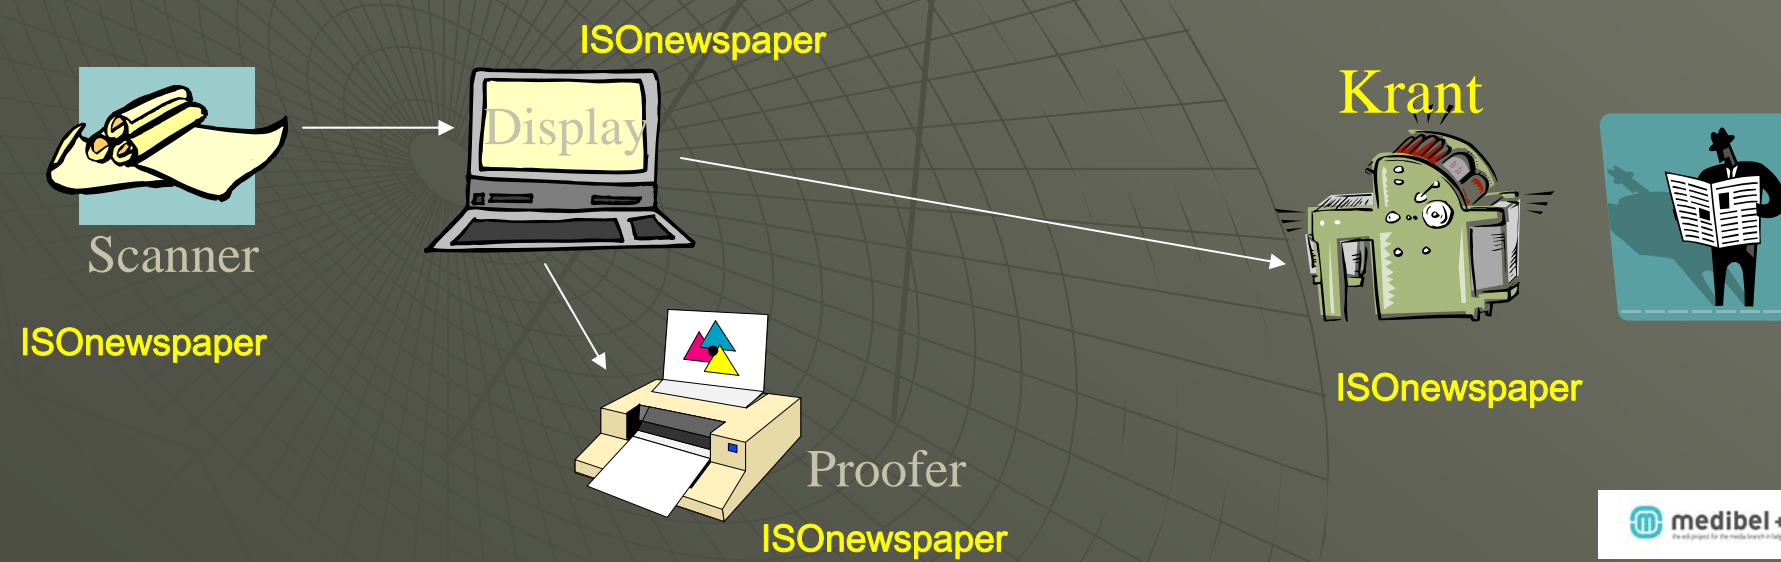 ISOnewspaper
Krant
Display
Scanner
ISOnewspaper
ISOnewspaper
Proofer
ISOnewspaper
medibel+